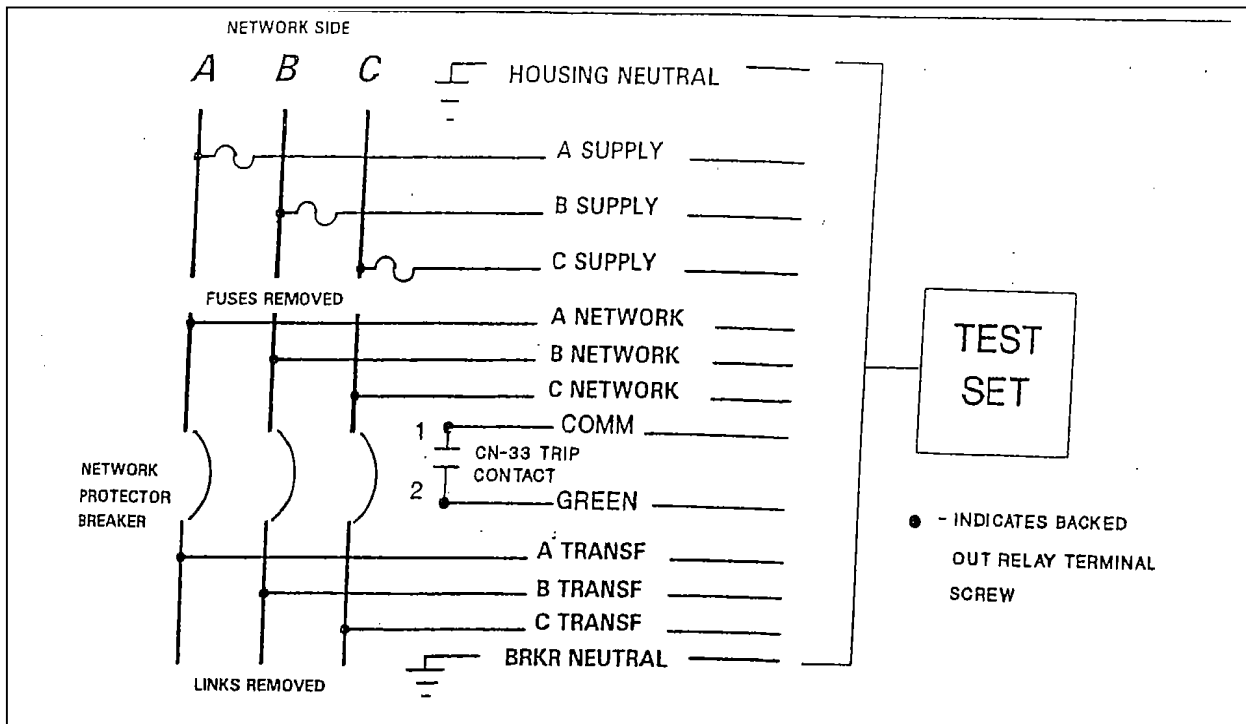 NETWORK SIDE
A B C
HOUSING NEUTRAL
A SUPPLY
B SUPPLY
C SUPPLY
FUSES REMOVED
A NETWORK
B NETWORK
C NETWORK
1 COMM
CN-33 TRIP
CONTACT
2 GREEN
NETWORK
PROTECTOR
BREAKER
A TRANSF
B TRANSF
C TRANSF
BRKR NEUTRAL
LINKS REMOVED
TEST
SET
● - INDICATES BACKED
OUT RELAY TERMINAL
SCREW